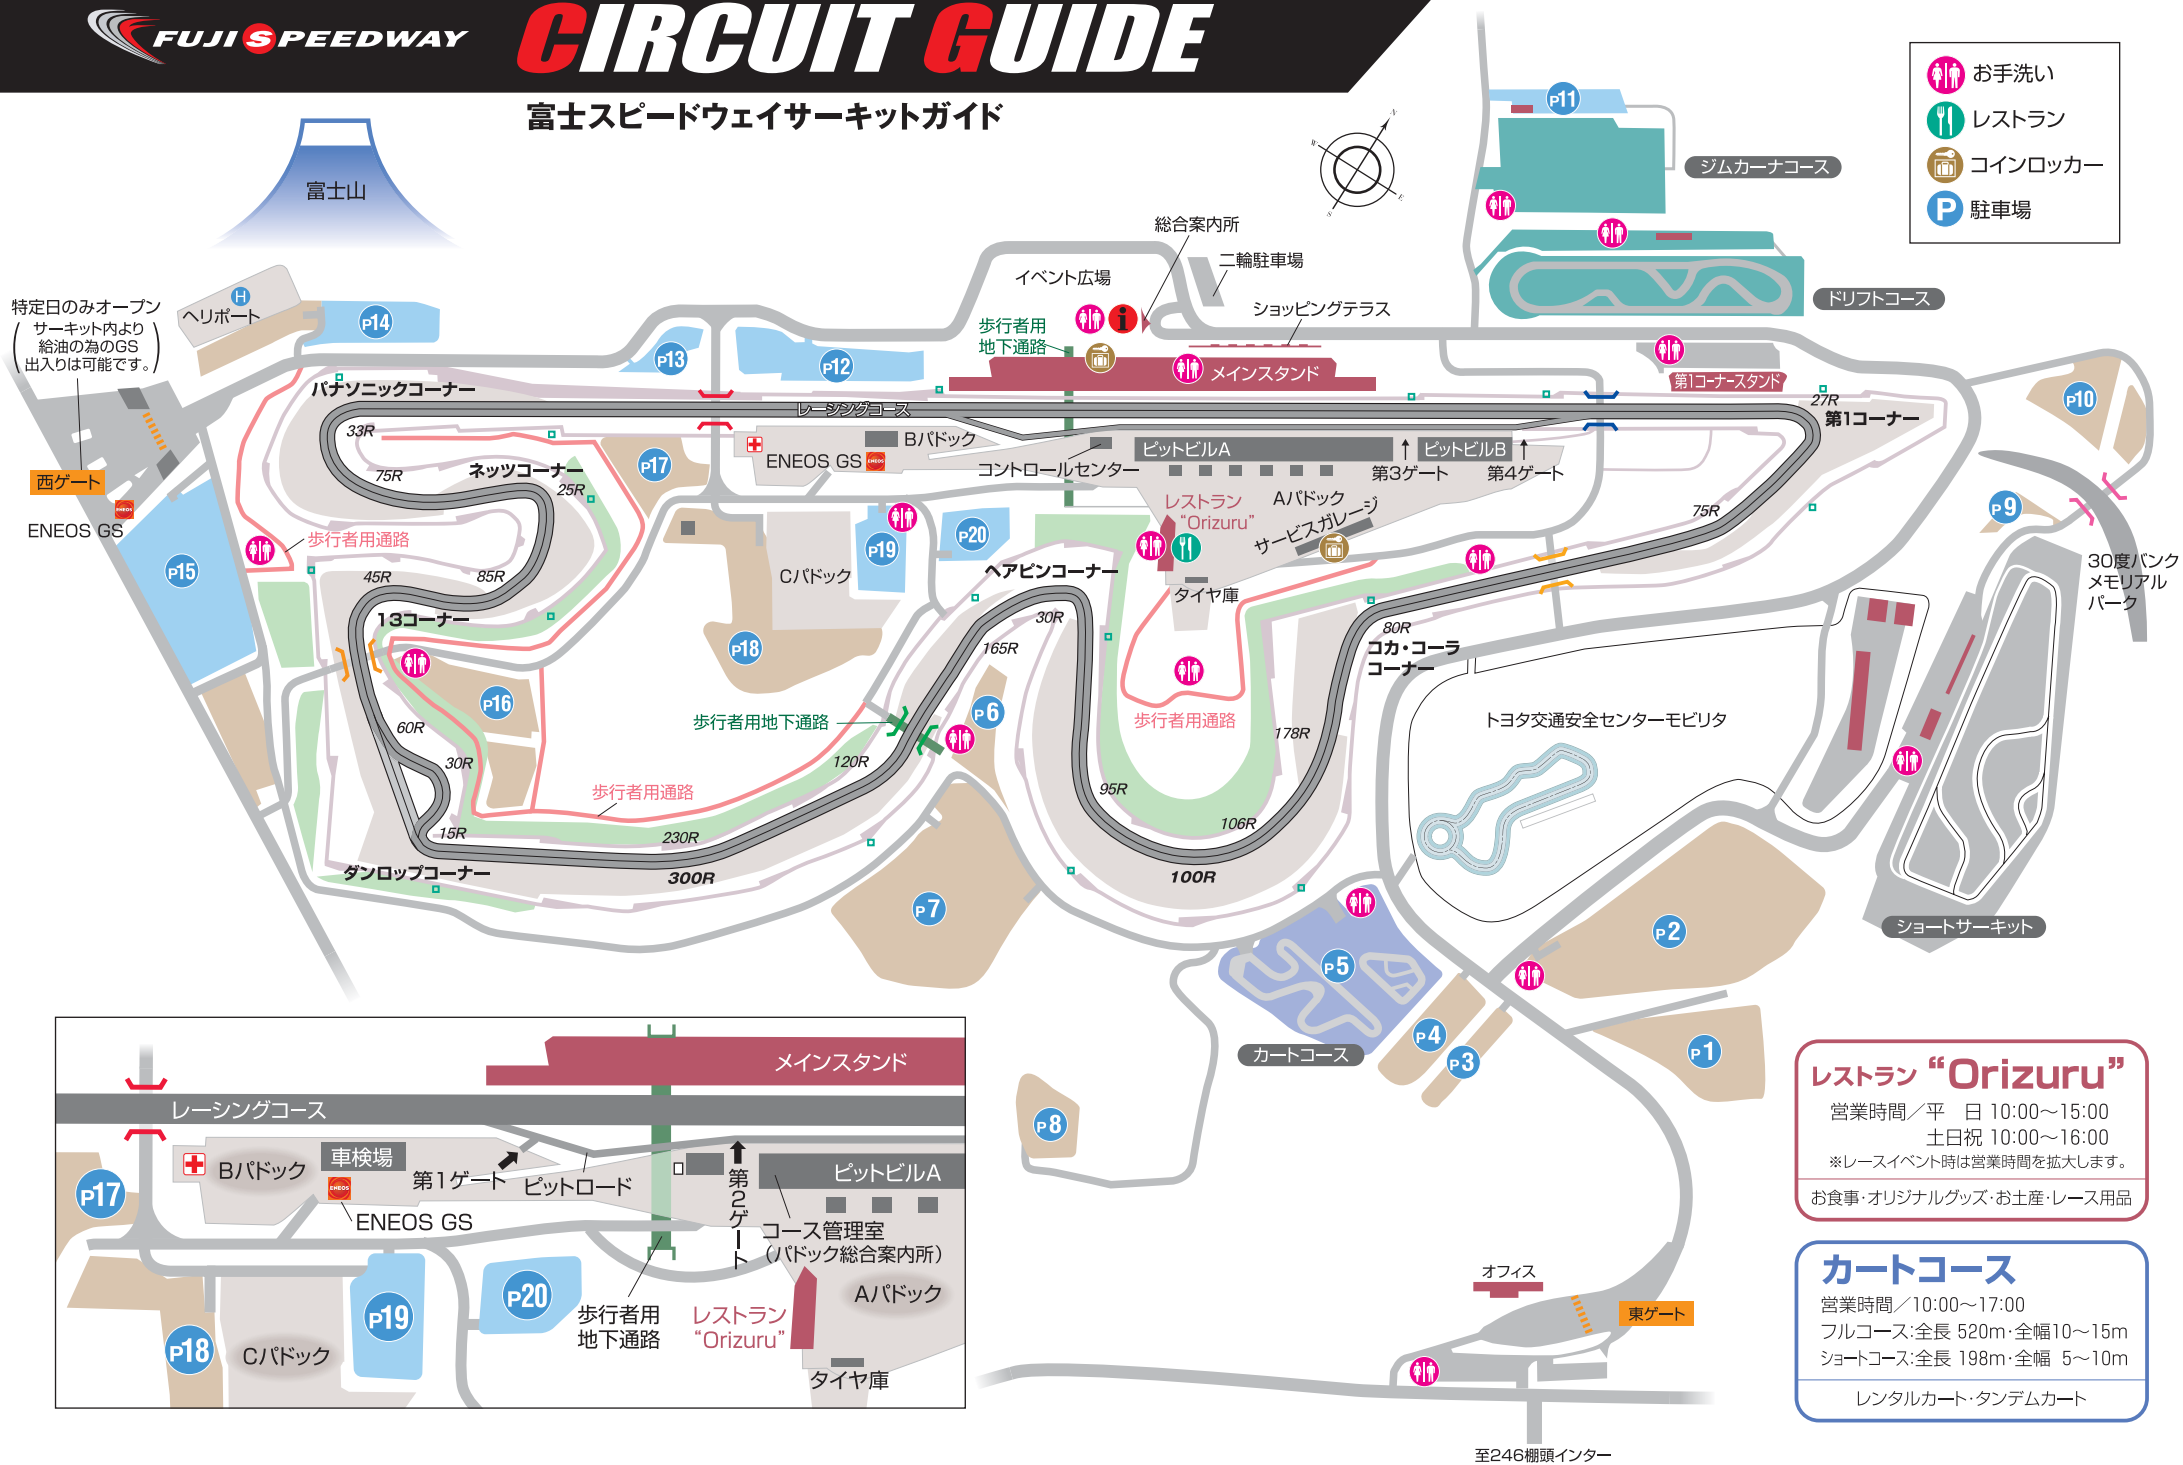 FUJI SPEEDWAY
CIRCUIT GUIDE
富士スピードウェイサーキットガイド
お手洗い
レストラン
コインロッカー
P 駐車場
富士山
N
W
E
S
P11
ジムカーナコース
ドリフトコース
総合案内所
二輪駐車場
イベント広場
ショッピングテラス
歩行者用
地下通路
i
メインスタンド
第1コーナースタンド
特定日のみオープン
(サーキット内より
給油の為のGS
出入りは可能です。)
H
ヘリポート
P14
P13
P12
P10
パナソニックコーナー
レーシングコース
27R
第1コーナー
33R
75R
ネッツコーナー
25R
P17
Bパドック
ENEOS GS
ENEOS
コントロールセンター
ピットビルA
ピットビルB
第3ゲート
第4ゲート
西ゲート
ENEOS
ENEOS GS
P15
歩行者用通路
45R
85R
13コーナー
P19
P20
Cパドック
P18
レストラン
“Orizuru”
Aパドック
サービスガレージ
タイヤ庫
ヘアピンコーナー
30R
165R
75R
P9
30度バンク
メモリアル
パーク
80R
コカ・コーラ
コーナー
P16
60R
30R
15R
ダンロップコーナー
歩行者用地下通路
P6
120R
歩行者用通路
230R
300R
歩行者用通路
178R
95R
106R
100R
トヨタ交通安全センターモビリタ
P7
P5
P2
ショートサーキット
カートコース
P4
P3
P1
P8
メインスタンド
レーシングコース
Bパドック
車検場
第1ゲート
ピットロード
第2ゲート
ピットビルA
P17
ENEOS
ENEOS GS
コース管理室
(パドック総合案内所)
P19
P20
P18
Cパドック
歩行者用
地下通路
レストラン
“Orizuru”
Aパドック
タイヤ庫
オフィス
東ゲート
至246棚頭インター
レストラン “Orizuru”
営業時間／平　日 10:00～15:00
土日祝 10:00～16:00
※レースイベント時は営業時間を拡大します。
お食事・オリジナルグッズ・お土産・レース用品
カートコース
営業時間／10:00～17:00
フルコース:全長 520m・全幅10～15m
ショートコース:全長 198m・全幅 5～10m
レンタルカート・タンデムカート